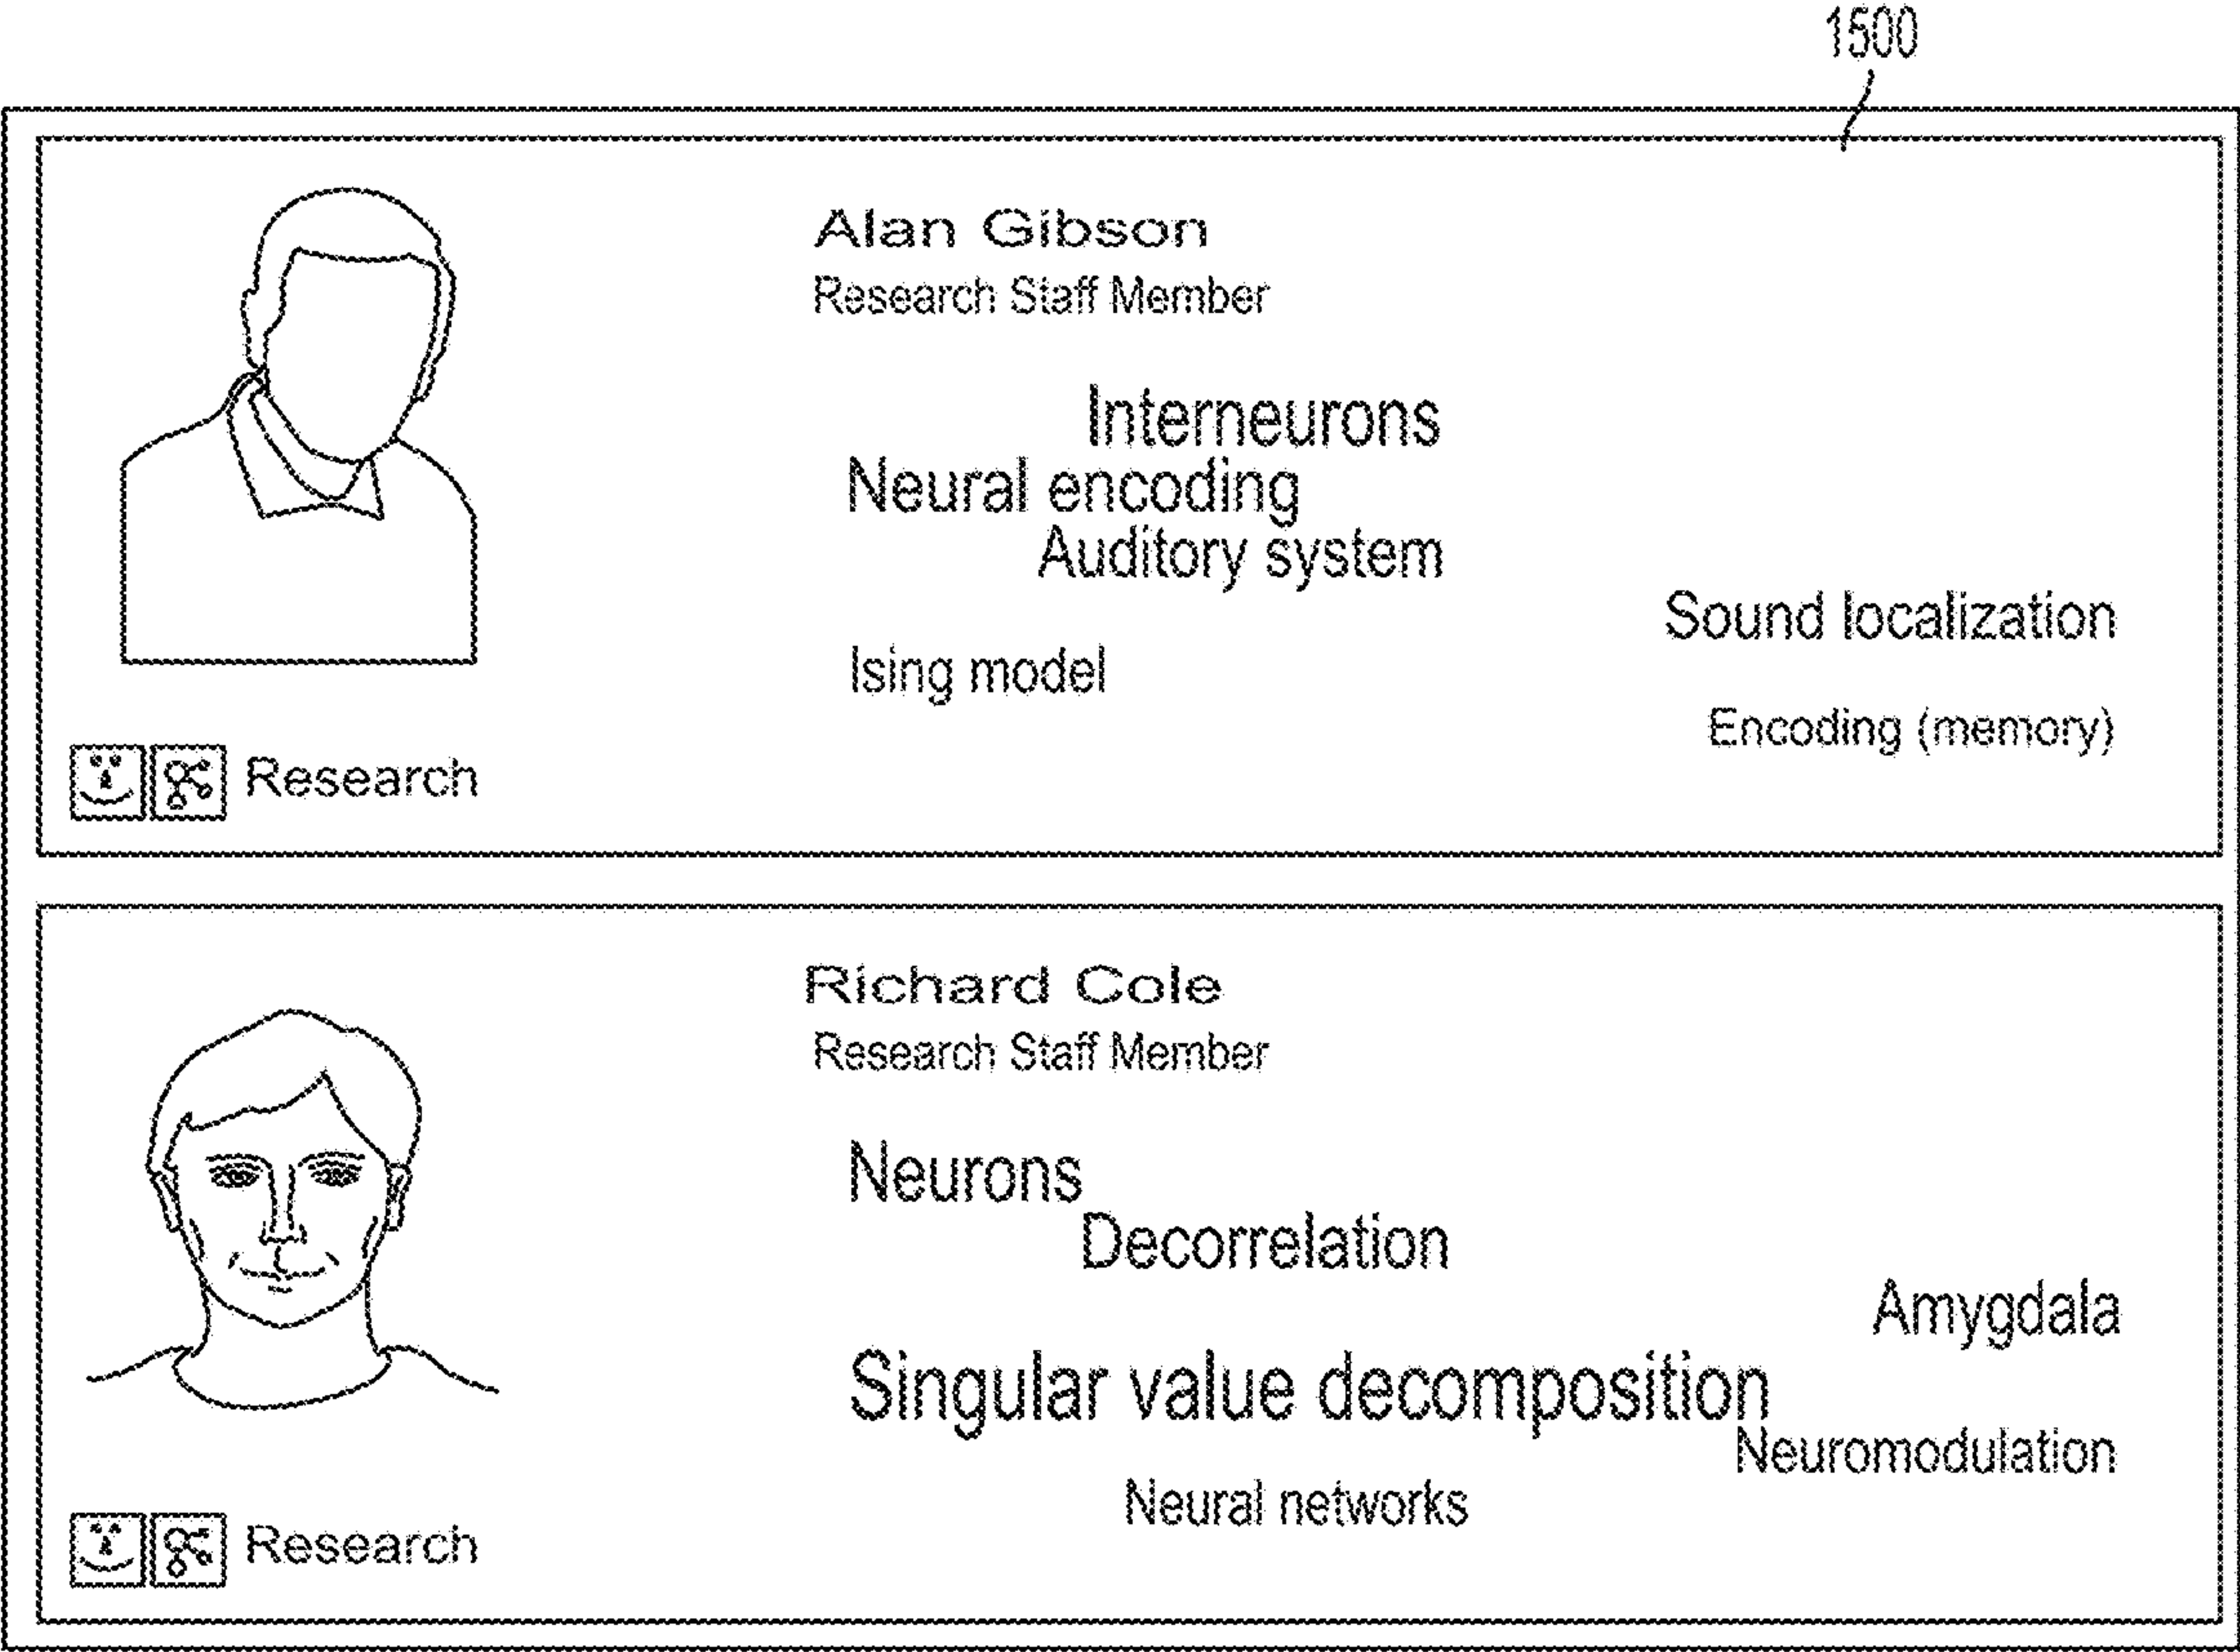 1500
Alan Gibson
Research Staff Member
Interneurons
Neural encoding
Auditory system
Sound localization
Ising model
Encoding (memory)
Research
Richard Cole
Research Staff Member
Neurons
Decorrelation
Amygdala
Singular value decomposition
Neuromodulation
Neural networks
Research